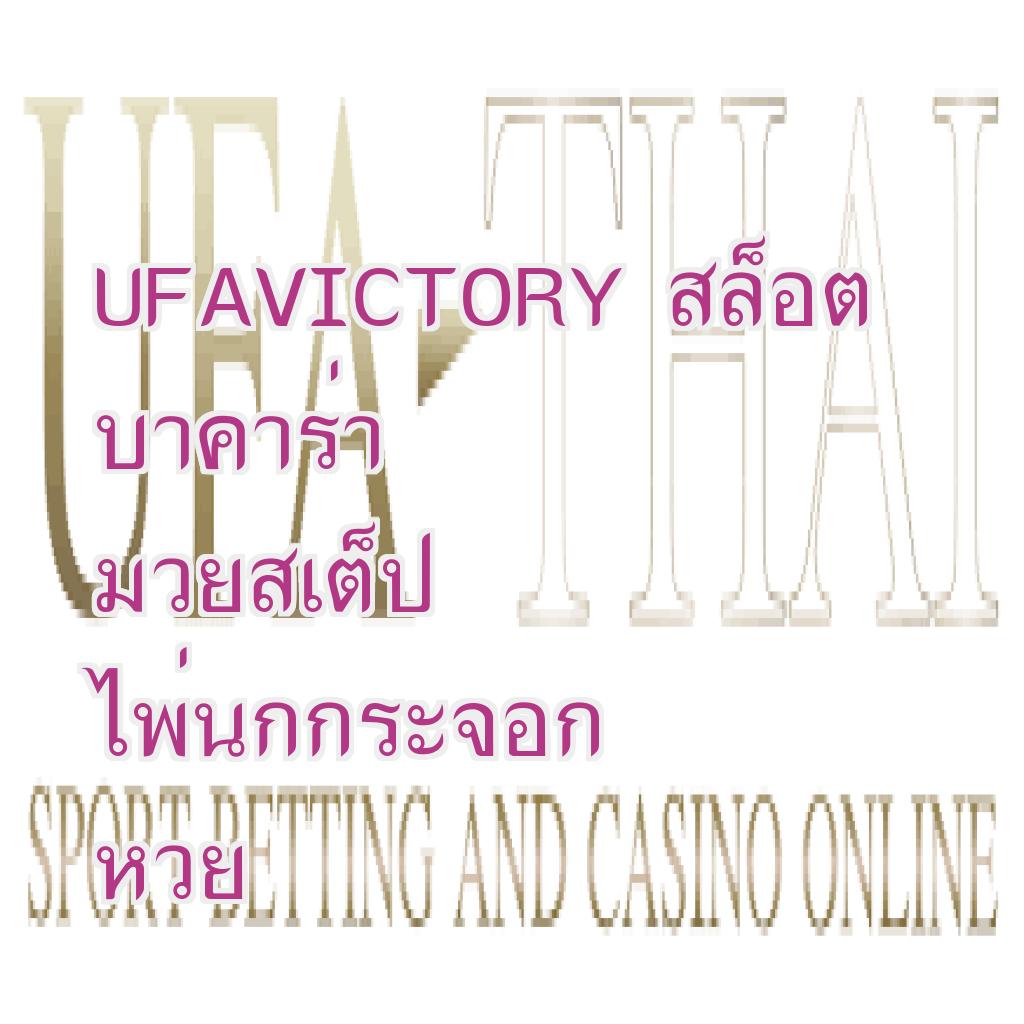 UFA THAI
UFAVICTORY สล็อต
บาคาร่า
มวยสเต็ป
ไพ่นกกระจอก
หวย
SPORT BETTING AND CASINO ONLINE